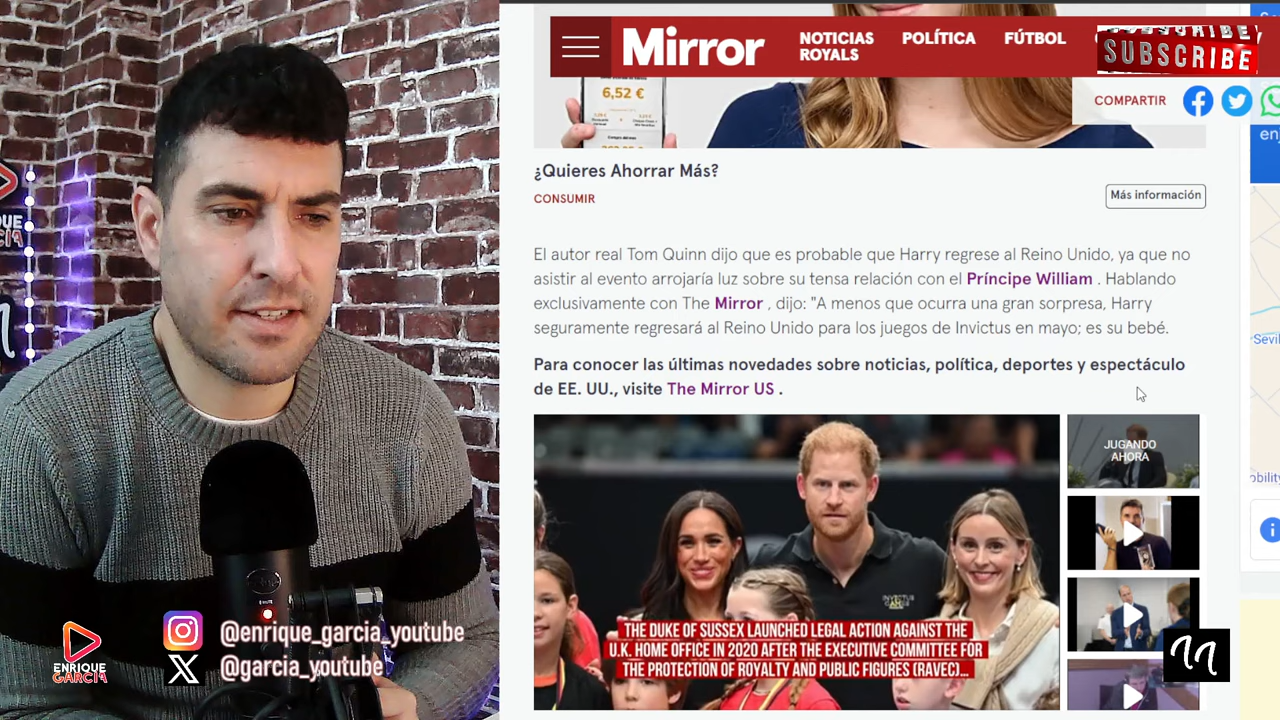 Mirror
NOTICIAS
ROYALS
POLÍTICA
FÚTBOL
SUBSCRIBE
SUBSCRIBE
COMPARTIR
6,52 €
¿Quieres Ahorrar Más?
CONSUMIR
Más información
El autor real Tom Quinn dijo que es probable que Harry regrese al Reino Unido, ya que no
asistir al evento arrojaría luz sobre su tensa relación con el Príncipe William . Hablando
exclusivamente con The Mirror , dijo: "A menos que ocurra una gran sorpresa, Harry
seguramente regresará al Reino Unido para los juegos de Invictus en mayo; es su bebé.
Para conocer las últimas novedades sobre noticias, política, deportes y espectáculo
de EE. UU., visite The Mirror US .
JUGANDO
AHORA
INVICTUS
GAMES
THE DUKE OF SUSSEX LAUNCHED LEGAL ACTION AGAINST THE
U.K. HOME OFFICE IN 2020 AFTER THE EXECUTIVE COMMITTEE FOR
THE PROTECTION OF ROYALTY AND PUBLIC FIGURES (RAVEC)...
ENRIQUE
GARCIA
@enrique_garcia_youtube
@garcia_youtube